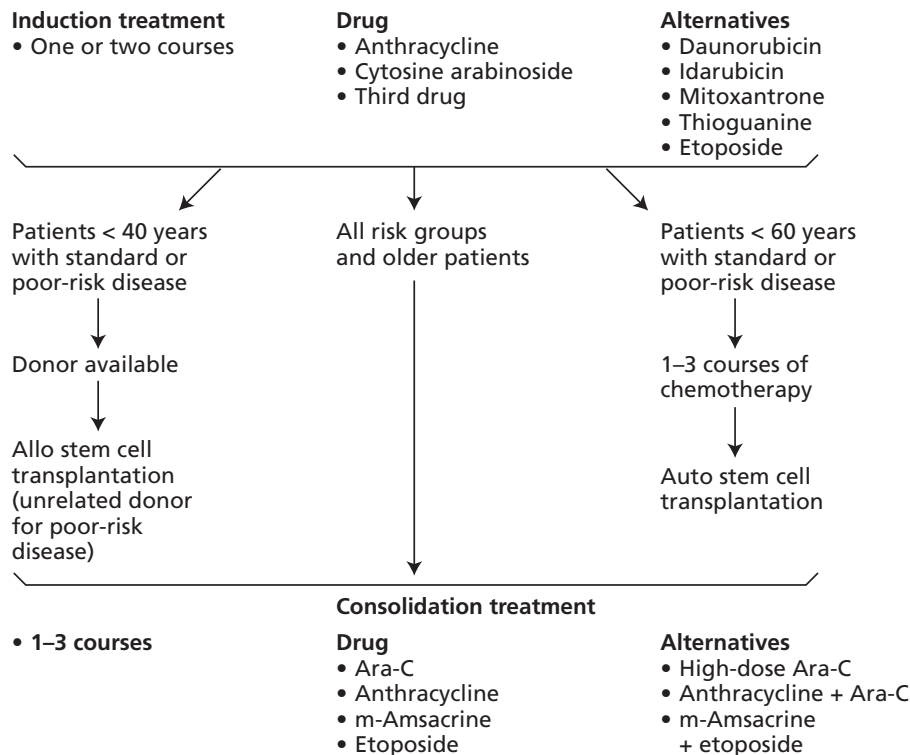 Induction treatment
• One or two courses
Drug
• Anthracycline
• Cytosine arabinoside
• Third drug
Alternatives
• Daunorubicin
• Idarubicin
• Mitoxantrone
• Thioguanine
• Etoposide
Patients < 40 years
with standard or
poor-risk disease
Donor available
Allo stem cell
transplantation
(unrelated donor
for poor-risk
disease)
All risk groups
and older patients
Patients < 60 years
with standard or
poor-risk disease
1–3 courses of
chemotherapy
Auto stem cell
transplantation
Consolidation treatment
• 1–3 courses
Drug
• Ara-C
• Anthracycline
• m-Amsacrine
• Etoposide
Alternatives
• High-dose Ara-C
• Anthracycline + Ara-C
• m-Amsacrine
+ etoposide